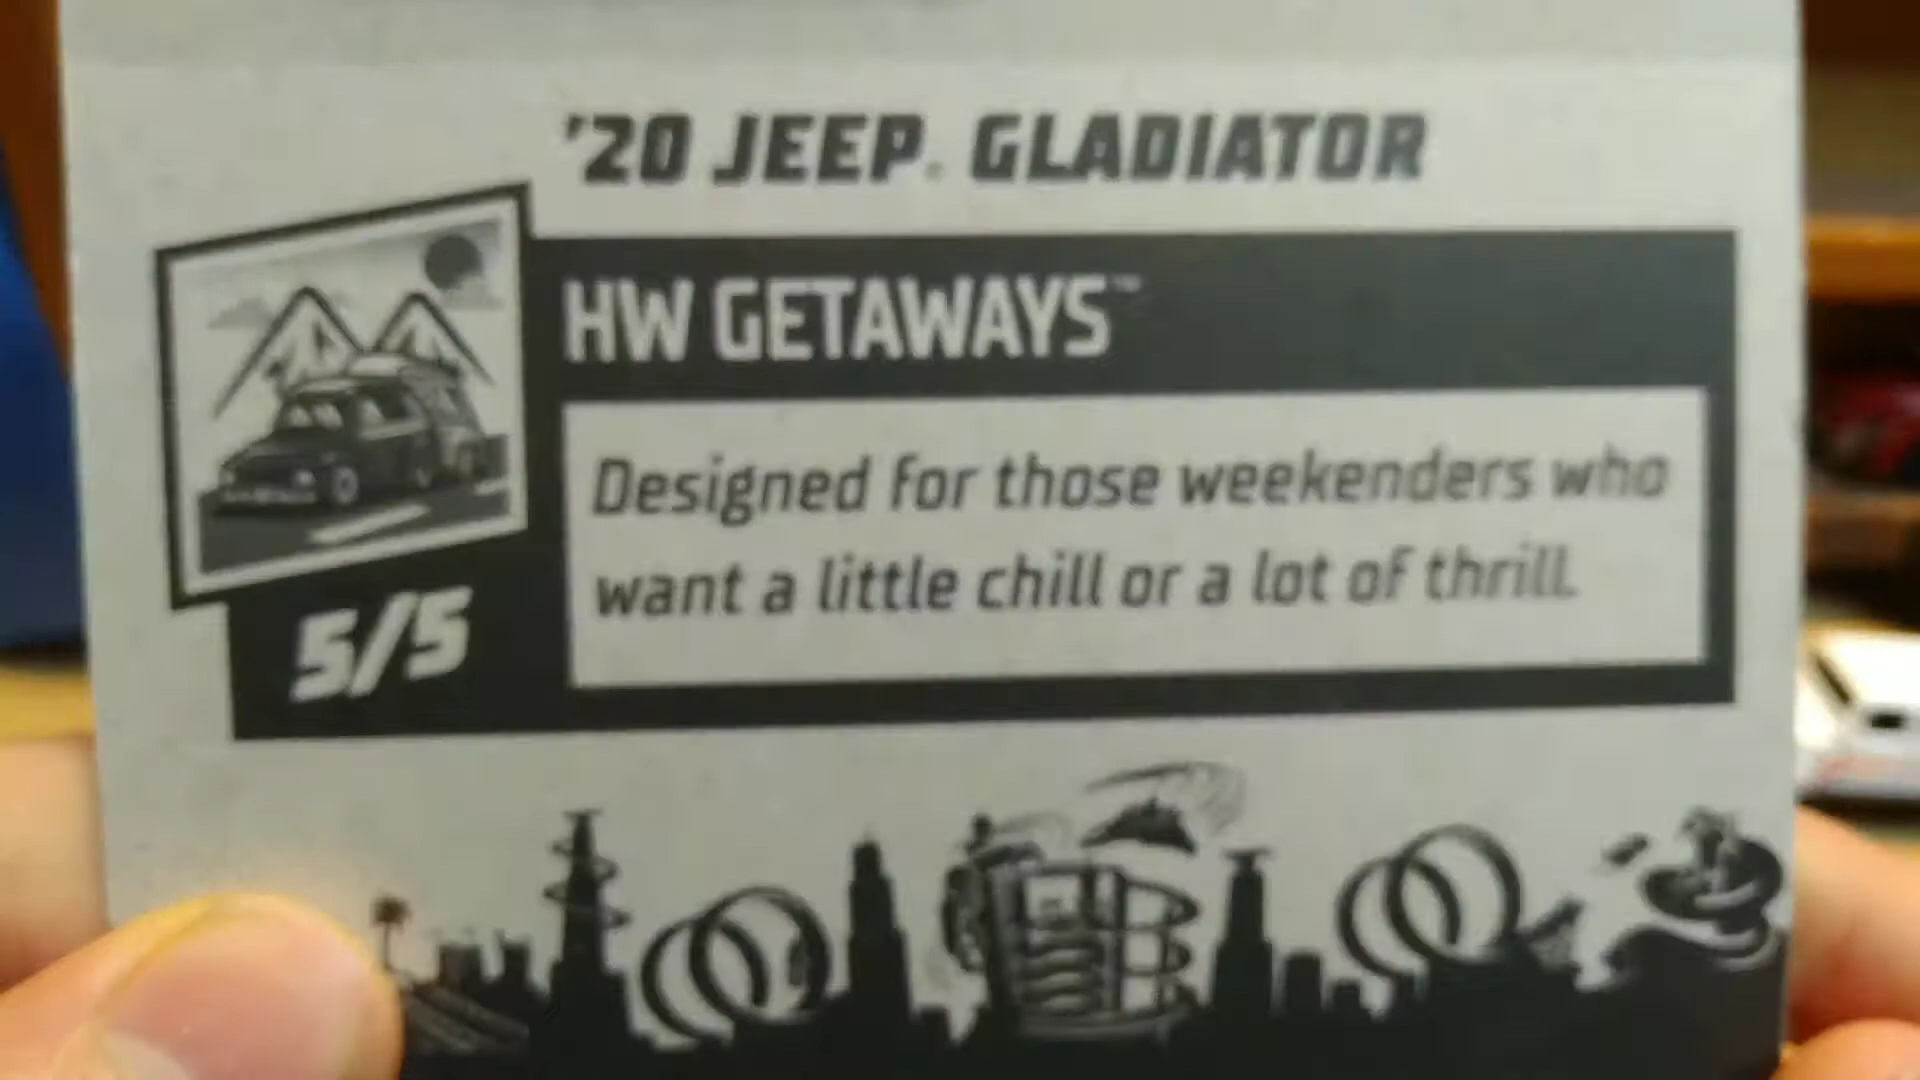 '20 JEEP® GLADIATOR
HW GETAWAYS™
Designed for those weekenders who
want a little chill or a lot of thrill.
5/5